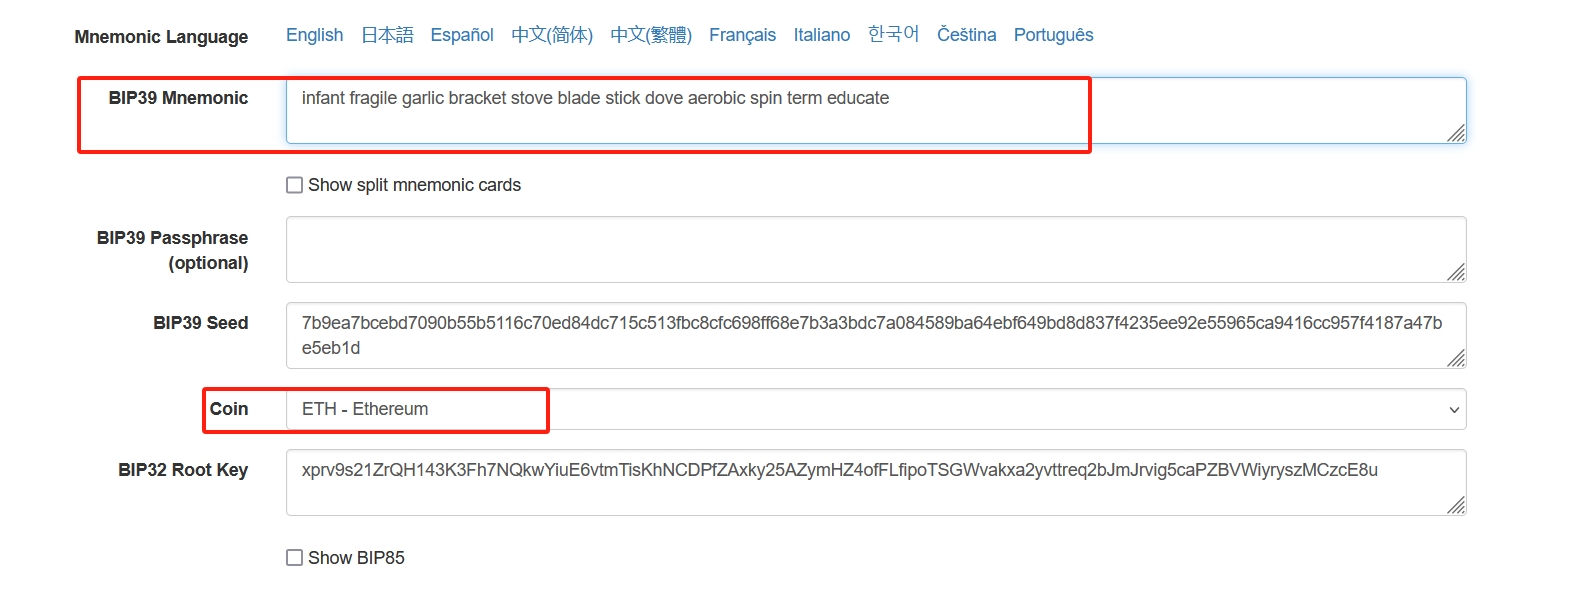 Mnemonic Language English 日本語 Español 中文(简体) 中文(繁體) Français Italiano 한국어 Čeština Português
BIP39 Mnemonic infant fragile garlic bracket stove blade stick dove aerobic spin term educate
Show split mnemonic cards
BIP39 Passphrase
(optional)
BIP39 Seed 7b9ea7bcebd7090b55b5116c70ed84dc715c513fbc8cfc698ff68e7b3a3bdc7a084589ba64ebf649bd8d837f4235ee92e55965ca9416cc957f4187a47b
e5eb1d
Coin ETH - Ethereum
BIP32 Root Key xprv9s21ZrQH143K3Fh7NQkwYiuE6vtmTisKhNCDPfZAxky25AZymHZ4ofFLfipoTSGWvakxa2yvttreq2bJmJrvig5caPZBVWiyryszMCzcE8u
Show BIP85